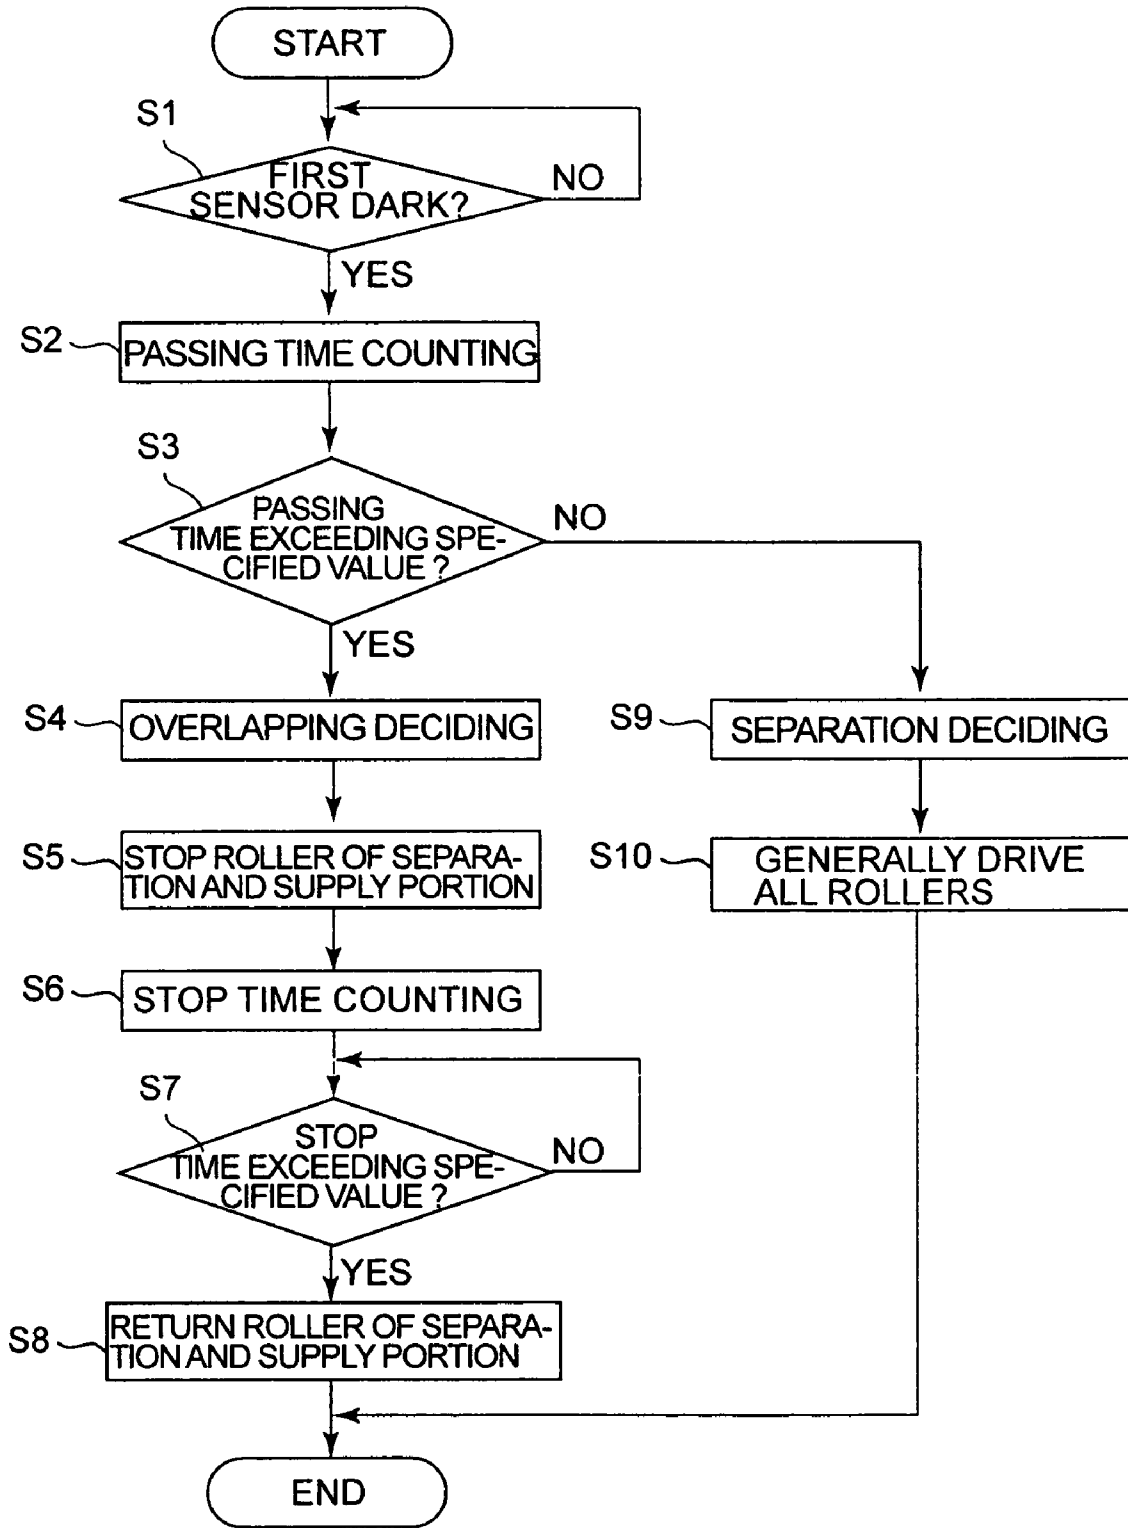 START
S1
FIRST
SENSOR DARK?
NO
YES
S2
PASSING TIME COUNTING
S3
PASSING
TIME EXCEEDING SPE-
CIFIED VALUE ?
NO
YES
S4
OVERLAPPING DECIDING
S9
SEPARATION DECIDING
S5
STOP ROLLER OF SEPARA-
TION AND SUPPLY PORTION
S10
GENERALLY DRIVE
ALL ROLLERS
S6
STOP TIME COUNTING
S7
STOP
TIME EXCEEDING SPE-
CIFIED VALUE ?
NO
YES
S8
RETURN ROLLER OF SEPARA-
TION AND SUPPLY PORTION
END